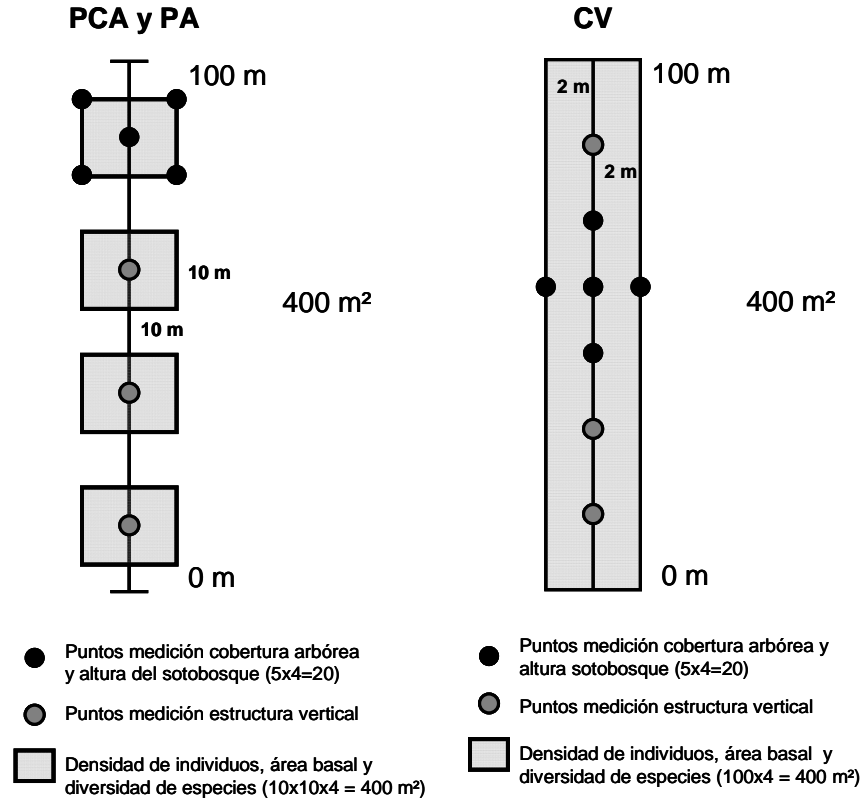 PCA y PA
100 m
10 m
400 m²
10 m
0 m
Puntos medición cobertura arbórea
y altura del sotobosque (5x4=20)
Puntos medición estructura vertical
Densidad de individuos, área basal y
diversidad de especies (10x10x4 = 400 m²)
CV
2 m
100 m
2 m
400 m²
0 m
Puntos medición cobertura arbórea y
altura sotobosque (5x4=20)
Puntos medición estructura vertical
Densidad de individuos, área basal y
diversidad de especies (100x4 = 400 m²)